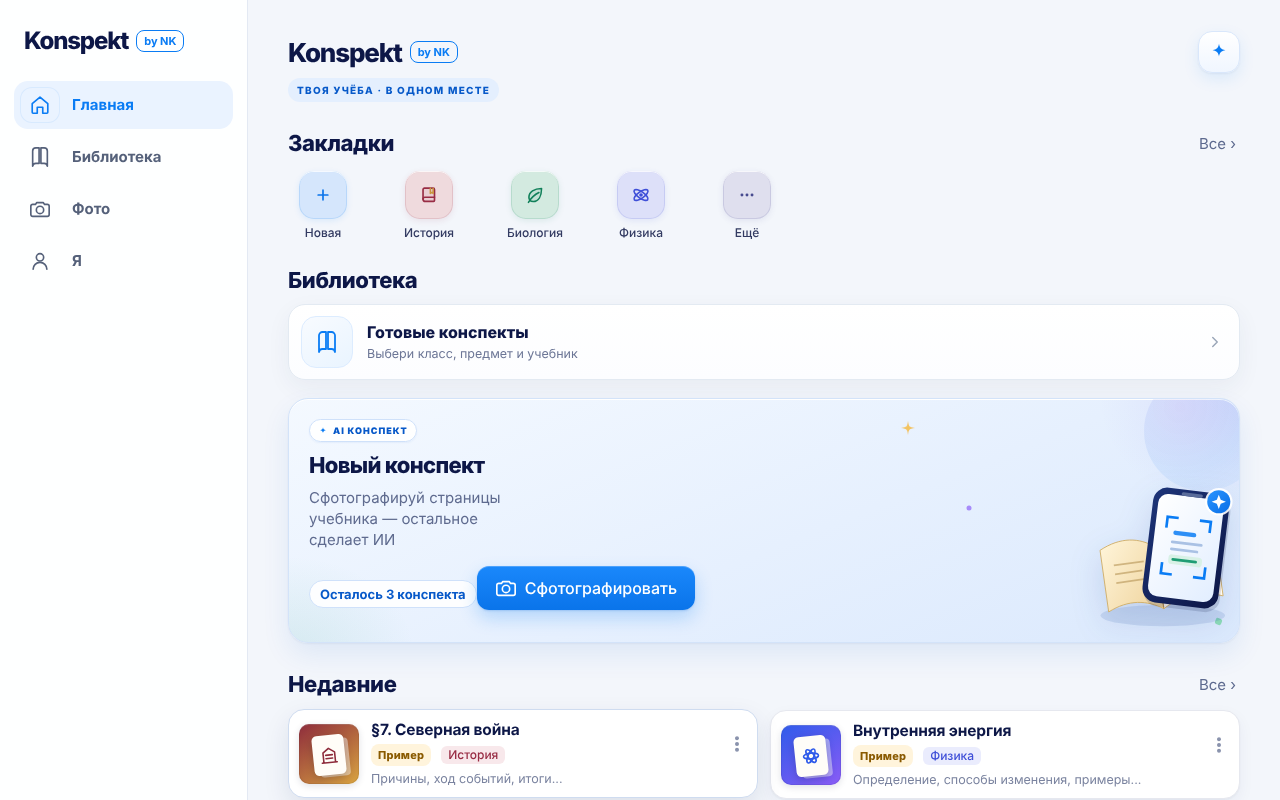 Konspekt by NK
Главная
Библиотека
Фото
Я
Konspekt by NK
ТВОЯ УЧЁБА · В ОДНОМ МЕСТЕ
Закладки
Все ›
Новая
История
Биология
Физика
Ещё
Библиотека
Готовые конспекты
Выбери класс, предмет и учебник
AI КОНСПЕКТ
Новый конспект
Сфотографируй страницы
учебника — остальное
сделает ИИ
Осталось 3 конспекта
Сфотографировать
Недавние
Все ›
§7. Северная война
Пример История
Причины, ход событий, итоги...
Внутренняя энергия
Пример Физика
Определение, способы изменения, примеры...